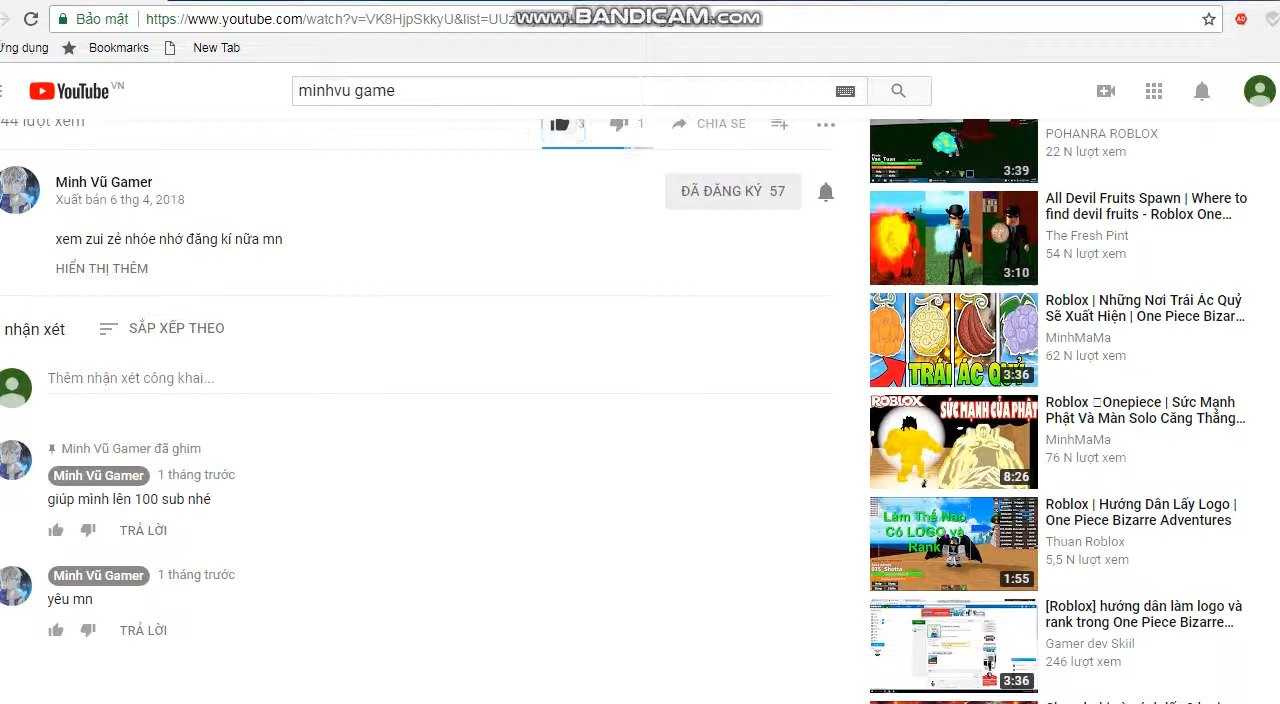 Bảo mật
https://www.youtube.com/watch?v=VK8HjpSkkyU&list=UUz
www.BANDICAM.com
Ứng dụng
Bookmarks
New Tab
YouTube VN
minhvu game
44 lượt xem
3
1
CHIA SẺ
Minh Vũ Gamer
Xuất bản 6 thg 4, 2018
ĐÃ ĐĂNG KÝ 57
xem zui zẻ nhóe nhớ đăng kí nữa mn
HIỂN THỊ THÊM
nhận xét
SẮP XẾP THEO
Thêm nhận xét công khai...
Minh Vũ Gamer đã ghim
Minh Vũ Gamer 1 tháng trước
giúp mình lên 100 sub nhé
TRẢ LỜI
Minh Vũ Gamer 1 tháng trước
yêu mn
TRẢ LỜI
3:39
POHANRA ROBLOX
22 N lượt xem
3:10
All Devil Fruits Spawn | Where to
find devil fruits - Roblox One...
The Fresh Pint
54 N lượt xem
TRÁI ÁC QUỶ
3:36
Roblox | Những Nơi Trái Ác Quỷ
Sẽ Xuất Hiện | One Piece Bizar...
MinhMaMa
62 N lượt xem
ROBLOX
SỨC MẠNH CỦA PHẬT
8:26
Roblox Onepiece | Sức Mạnh
Phật Và Màn Solo Căng Thẳng...
MinhMaMa
76 N lượt xem
Làm Thế Nào
Có LOGO và
Rank
1:55
Roblox | Hướng Dân Lấy Logo |
One Piece Bizarre Adventures
Thuan Roblox
5,5 N lượt xem
3:36
[Roblox] hướng dân làm logo và
rank trong One Piece Bizarre...
Gamer dev Skiil
246 lượt xem